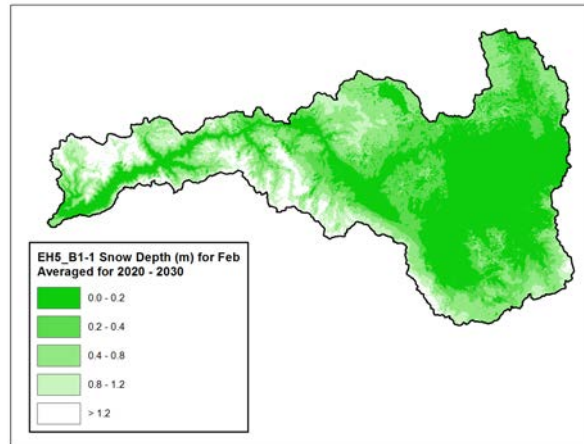 EH5_B1-1 Snow Depth (m) for Feb
Averaged for 2020 - 2030
0.0 - 0.2
0.2 - 0.4
0.4 - 0.8
0.8 - 1.2
> 1.2